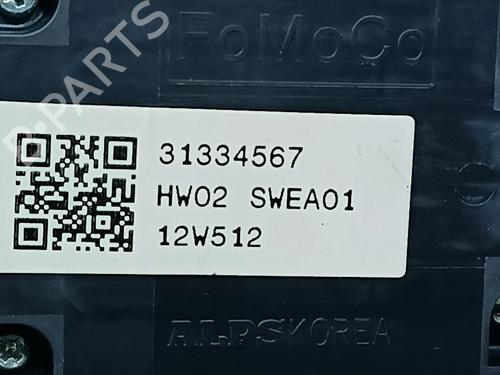 B-PARTS
FoMoCo
31334567
HW02 SWEA01
12W512
ALPSKOREA